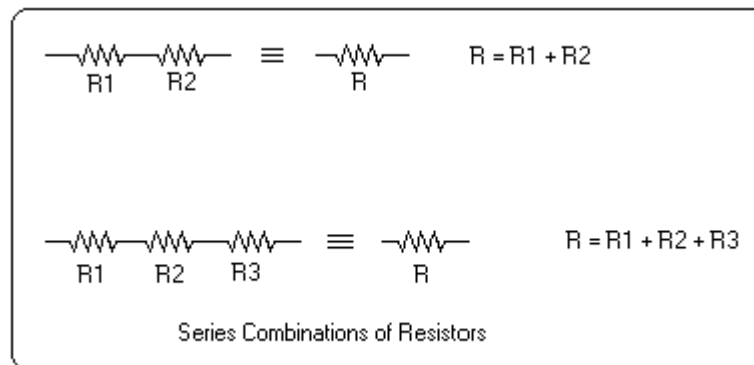 R1 R2 ≡ R R = R1 + R2
R1 R2 R3 ≡ R R = R1 + R2 + R3
Series Combinations of Resistors